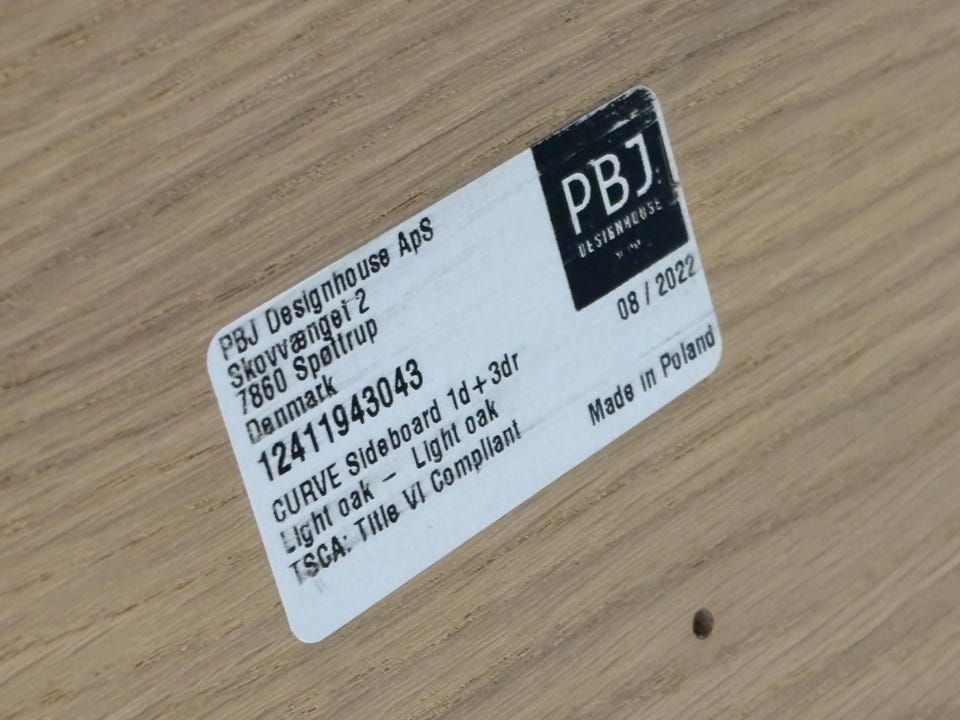 PBJ Designhouse ApS
Skovvænget 2
7860 Spøttrup
Denmark
12411943043
CURVE Sideboard 1d+3dr
Light oak - Light oak
TSCA: Title VI Compliant
PBJ
DESIGNHOUSE
08 / 2022
Made in Poland